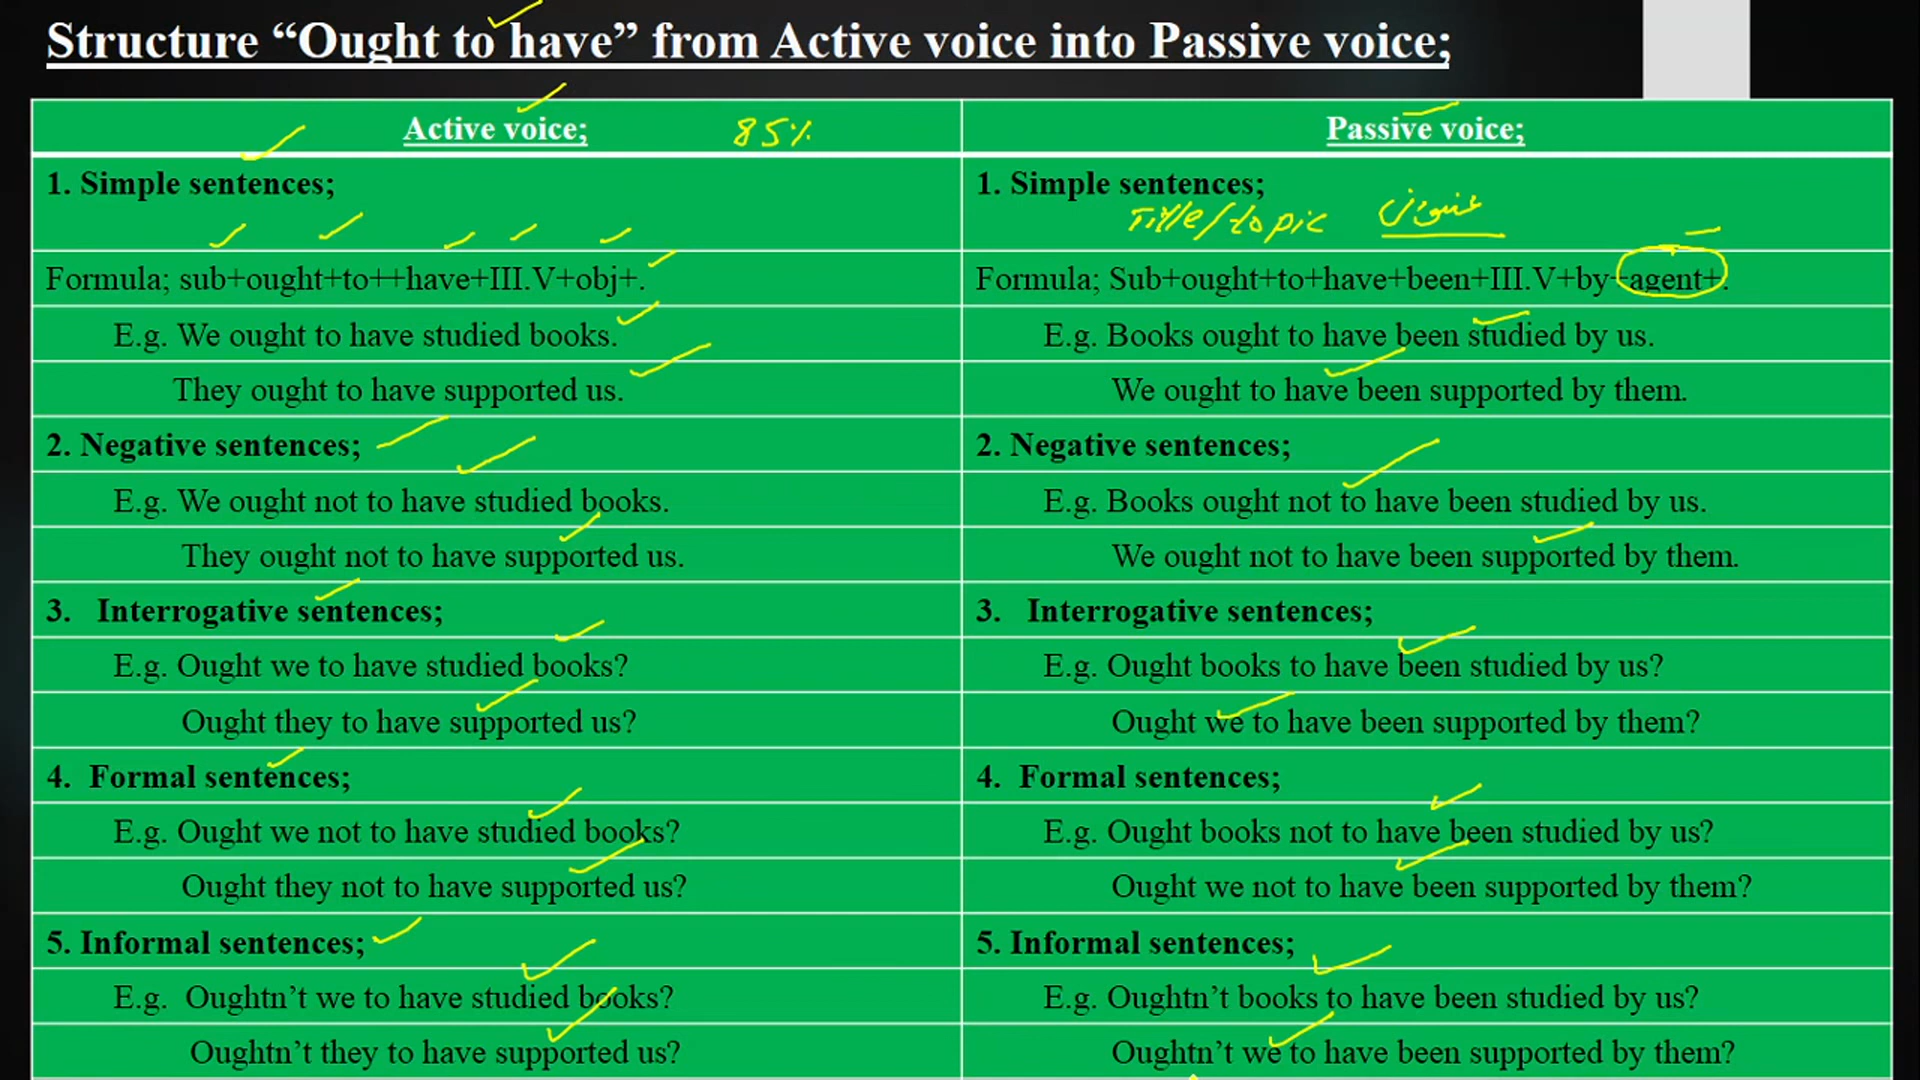 Structure “Ought to have” from Active voice into Passive voice;
Active voice; 85%
Passive voice;
1. Simple sentences;
1. Simple sentences;
Title/topic عنوان
Formula; sub+ought+to++have+III.V+obj+.
Formula; Sub+ought+to+have+been+III.V+by+agent+.
E.g. We ought to have studied books.
E.g. Books ought to have been studied by us.
They ought to have supported us.
We ought to have been supported by them.
2. Negative sentences;
2. Negative sentences;
E.g. We ought not to have studied books.
E.g. Books ought not to have been studied by us.
They ought not to have supported us.
We ought not to have been supported by them.
3. Interrogative sentences;
3. Interrogative sentences;
E.g. Ought we to have studied books?
E.g. Ought books to have been studied by us?
Ought they to have supported us?
Ought we to have been supported by them?
4. Formal sentences;
4. Formal sentences;
E.g. Ought we not to have studied books?
E.g. Ought books not to have been studied by us?
Ought they not to have supported us?
Ought we not to have been supported by them?
5. Informal sentences;
5. Informal sentences;
E.g. Oughtn’t we to have studied books?
E.g. Oughtn’t books to have been studied by us?
Oughtn’t they to have supported us?
Oughtn’t we to have been supported by them?